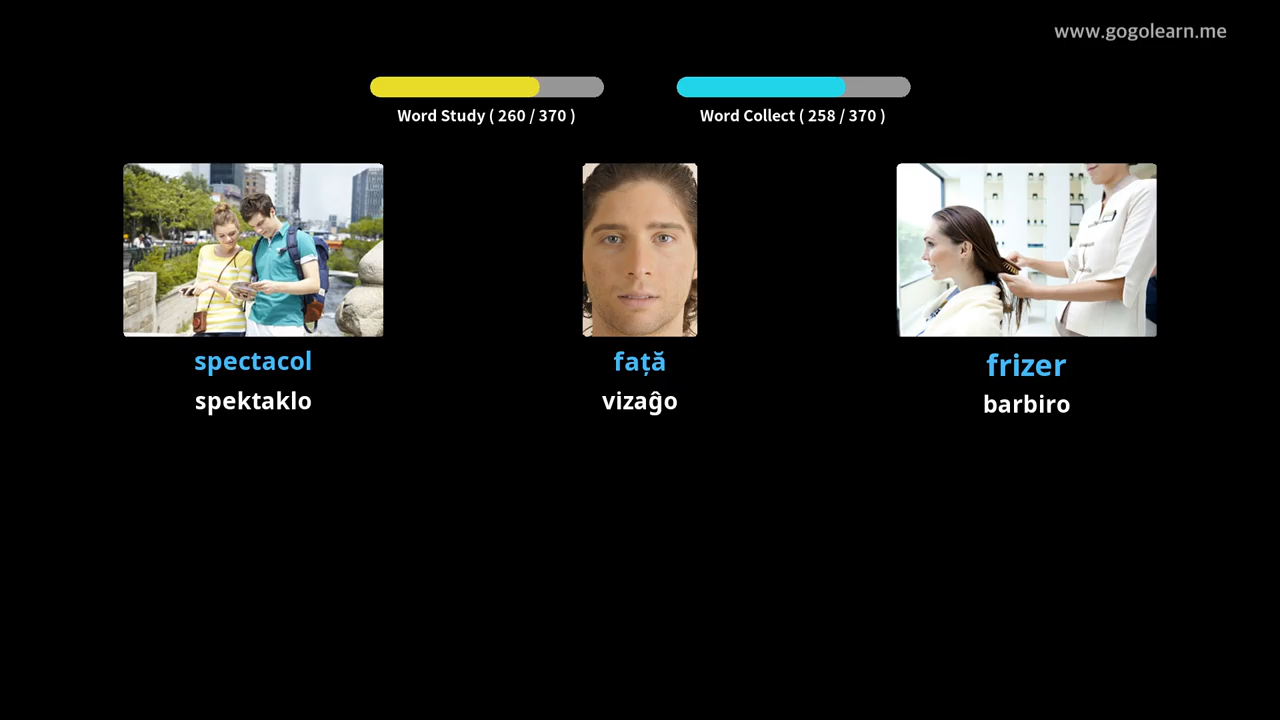 www.gogolearn.me
Word Study ( 260 / 370 )
Word Collect ( 258 / 370 )
spectacol
spektaklo
față
vizaĝo
frizer
barbiro